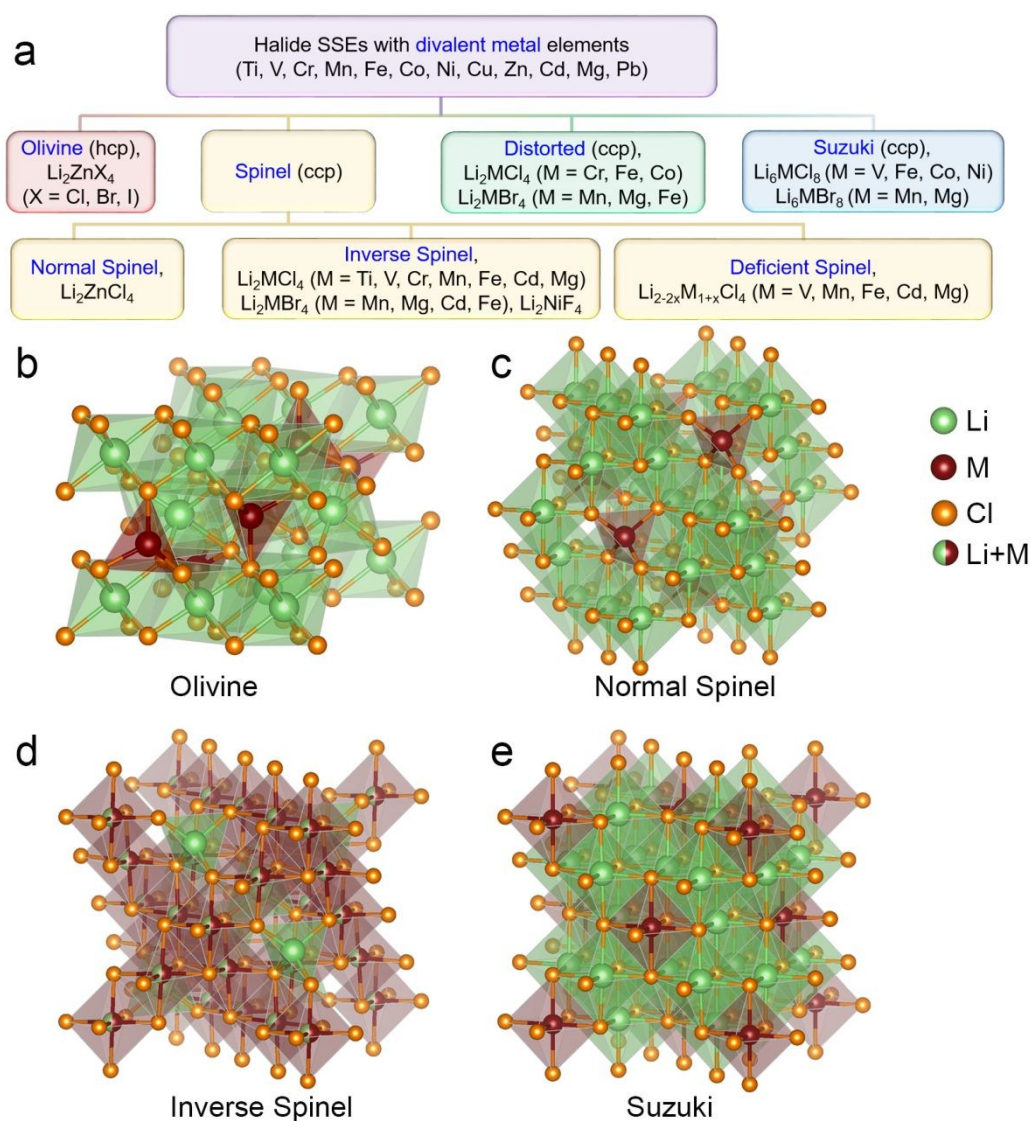 a
Halide SSEs with divalent metal elements
(Ti, V, Cr, Mn, Fe, Co, Ni, Cu, Zn, Cd, Mg, Pb)
Olivine (hcp),
Li₂ZnX₄
(X = Cl, Br, I)
Spinel (ccp)
Distorted (ccp),
Li₂MCl₄ (M = Cr, Fe, Co)
Li₂MBr₄ (M = Mn, Mg, Fe)
Suzuki (ccp),
Li₆MCl₈ (M = V, Fe, Co, Ni)
Li₆MBr₈ (M = Mn, Mg)
Normal Spinel,
Li₂ZnCl₄
Inverse Spinel,
Li₂MCl₄ (M = Ti, V, Cr, Mn, Fe, Cd, Mg)
Li₂MBr₄ (M = Mn, Mg, Cd, Fe), Li₂NiF₄
Deficient Spinel,
Li₂₋₂ₓM₁₊ₓCl₄ (M = V, Mn, Fe, Cd, Mg)
b
Olivine
c
Normal Spinel
Li
M
Cl
Li+M
d
Inverse Spinel
e
Suzuki